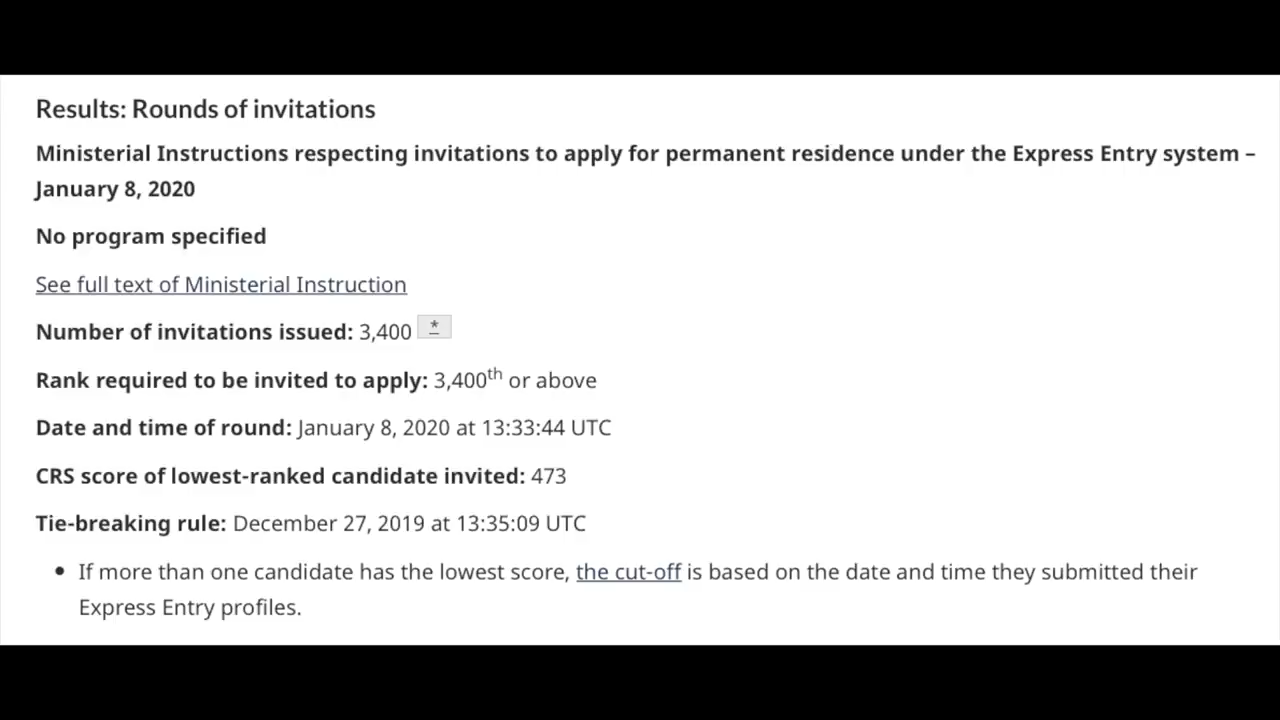 Results: Rounds of invitations
Ministerial Instructions respecting invitations to apply for permanent residence under the Express Entry system –
January 8, 2020
No program specified
See full text of Ministerial Instruction
Number of invitations issued: 3,400 *
Rank required to be invited to apply: 3,400th or above
Date and time of round: January 8, 2020 at 13:33:44 UTC
CRS score of lowest-ranked candidate invited: 473
Tie-breaking rule: December 27, 2019 at 13:35:09 UTC
• If more than one candidate has the lowest score, the cut-off is based on the date and time they submitted their
Express Entry profiles.